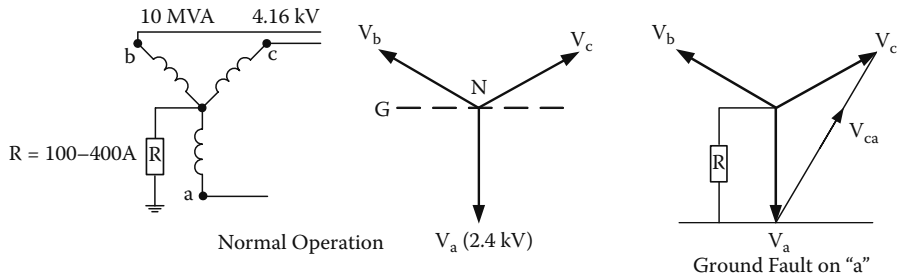 10 MVA 4.16 kV
b
c
R = 100–400A
R
a
Normal Operation
V_b
V_c
N
G
V_a (2.4 kV)
V_b
V_c
V_ca
R
V_a
Ground Fault on “a”